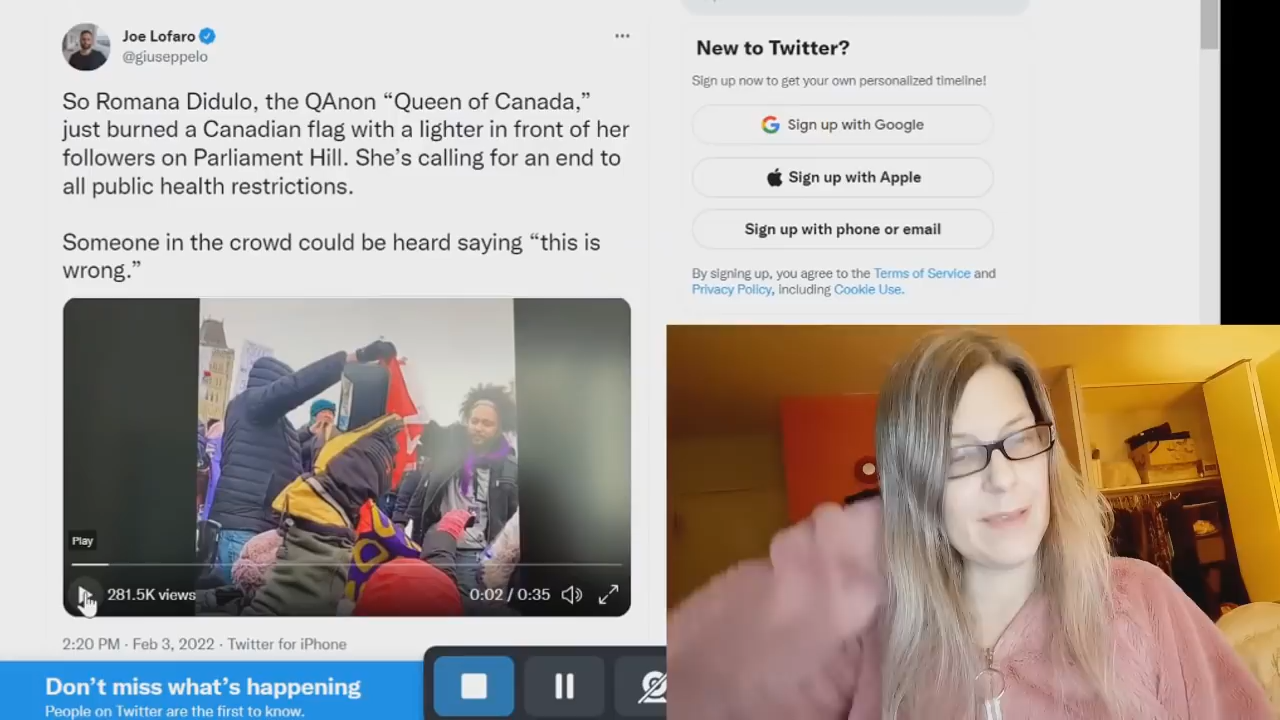 Joe Lofaro
@giuseppelo
So Romana Didulo, the QAnon “Queen of Canada,”
just burned a Canadian flag with a lighter in front of her
followers on Parliament Hill. She’s calling for an end to
all public health restrictions.
Someone in the crowd could be heard saying “this is
wrong.”
Play
281.5K views
0:02 / 0:35
2:20 PM · Feb 3, 2022 · Twitter for iPhone
Don’t miss what’s happening
People on Twitter are the first to know.
New to Twitter?
Sign up now to get your own personalized timeline!
Sign up with Google
Sign up with Apple
Sign up with phone or email
By signing up, you agree to the Terms of Service and
Privacy Policy, including Cookie Use.